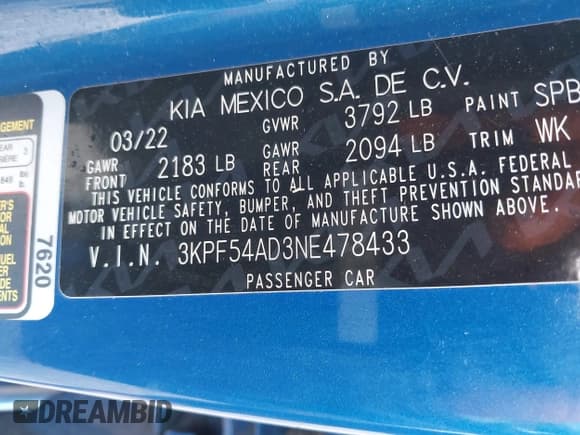 MANUFACTURED BY
KIA MEXICO S.A. DE C.V.
03/22 GVWR 3792 LB PAINT SPB
GAWR FRONT 2183 LB GAWR REAR 2094 LB TRIM WK
THIS VEHICLE CONFORMS TO ALL APPLICABLE U.S.A. FEDERAL
MOTOR VEHICLE SAFETY, BUMPER, AND THEFT PREVENTION STANDA
IN EFFECT ON THE DATE OF MANUFACTURE SHOWN ABOVE.
V.I.N. 3KPF54AD3NE478433
PASSENGER CAR
7620
DREAMBID